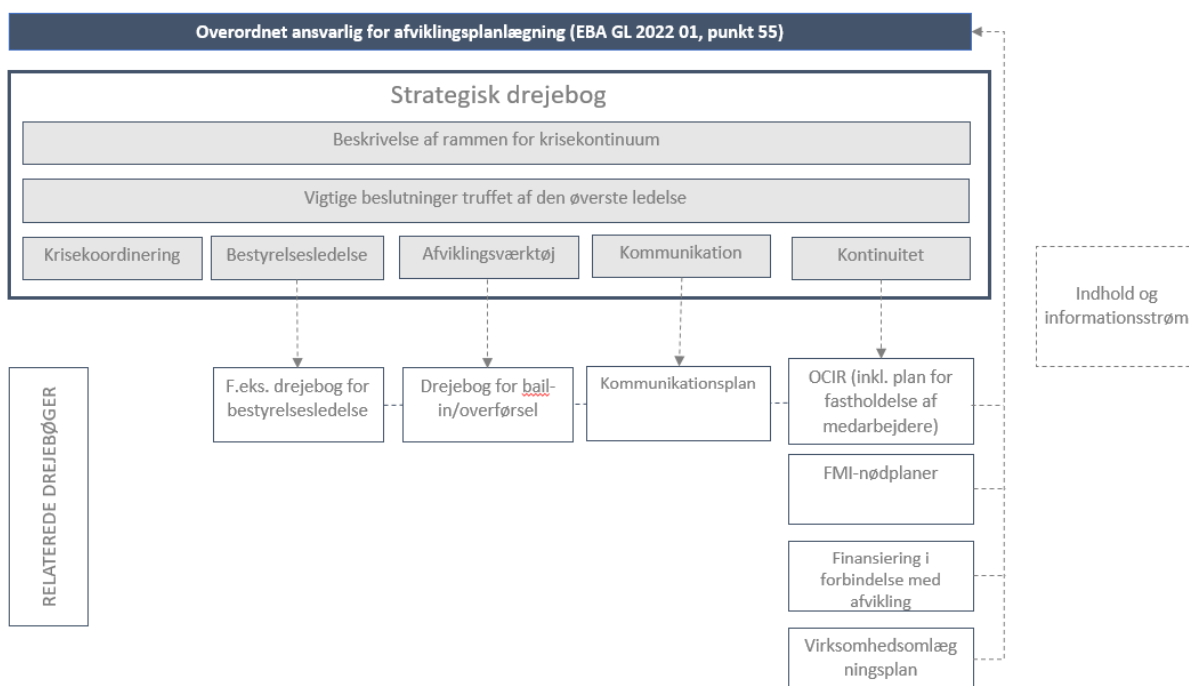 Overordnet ansvarlig for afviklingsplanlægning (EBA GL 2022 01, punkt 55)
Strategisk drejebog
Beskrivelse af rammen for krisekontinuum
Vigtige beslutninger truffet af den øverste ledelse
Krisekoordinering
Bestyrelsesledelse
Afviklingsværktøj
Kommunikation
Kontinuitet
Indhold og
informationsstrøm
RELATEREDE DREJEBØGER
F.eks. drejebog for
bestyrelsesledelse
Drejebog for bail-
in/overførsel
Kommunikationsplan
OCIR (inkl. plan for
fastholdelse af
medarbejdere)
FMI-nødplaner
Finansiering i
forbindelse med
afvikling
Virksomhedsomlæg
ningsplan